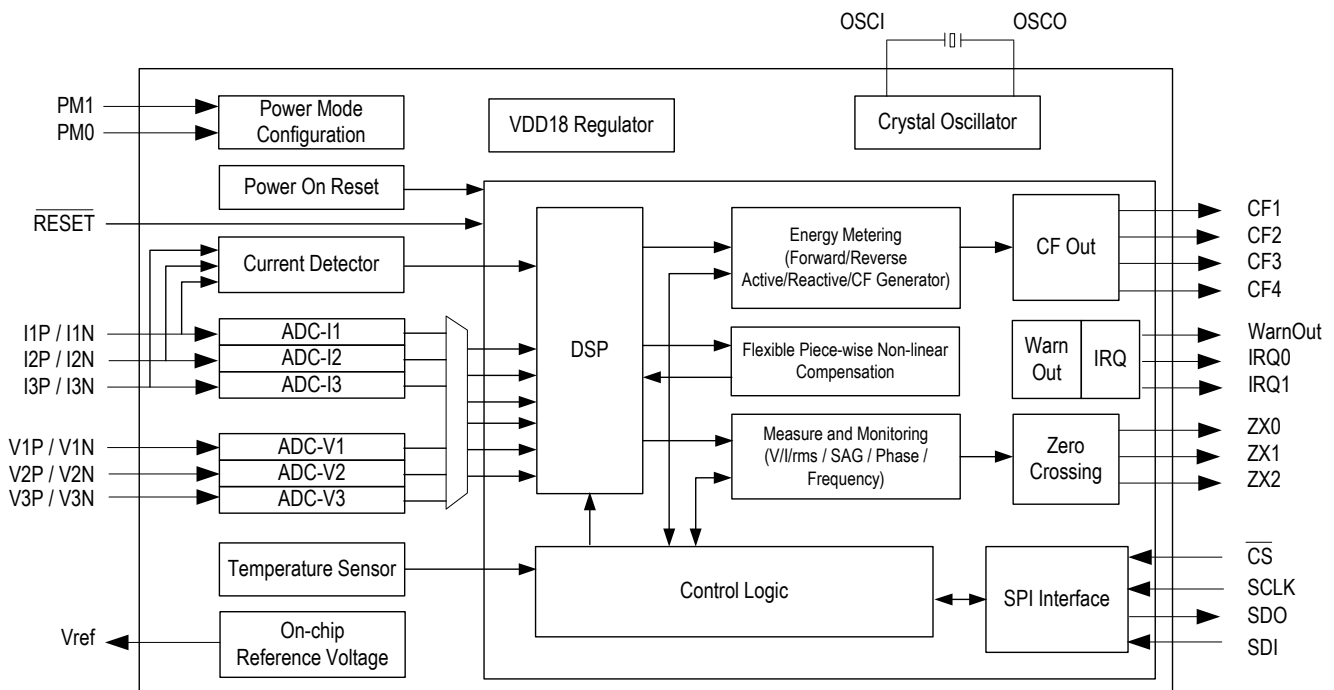 OSCI
OSCO
PM1
PM0
Power Mode
Configuration
VDD18 Regulator
Crystal Oscillator
Power On Reset
RESET
Current Detector
I1P / I1N
I2P / I2N
I3P / I3N
ADC-I1
ADC-I2
ADC-I3
V1P / V1N
V2P / V2N
V3P / V3N
ADC-V1
ADC-V2
ADC-V3
Temperature Sensor
Vref
On-chip
Reference Voltage
DSP
Energy Metering
(Forward/Reverse
Active/Reactive/CF Generator)
Flexible Piece-wise Non-linear
Compensation
Measure and Monitoring
(V/I/rms / SAG / Phase /
Frequency)
Control Logic
CF Out
CF1
CF2
CF3
CF4
Warn
Out
IRQ
WarnOut
IRQ0
IRQ1
Zero
Crossing
ZX0
ZX1
ZX2
SPI Interface
CS
SCLK
SDO
SDI